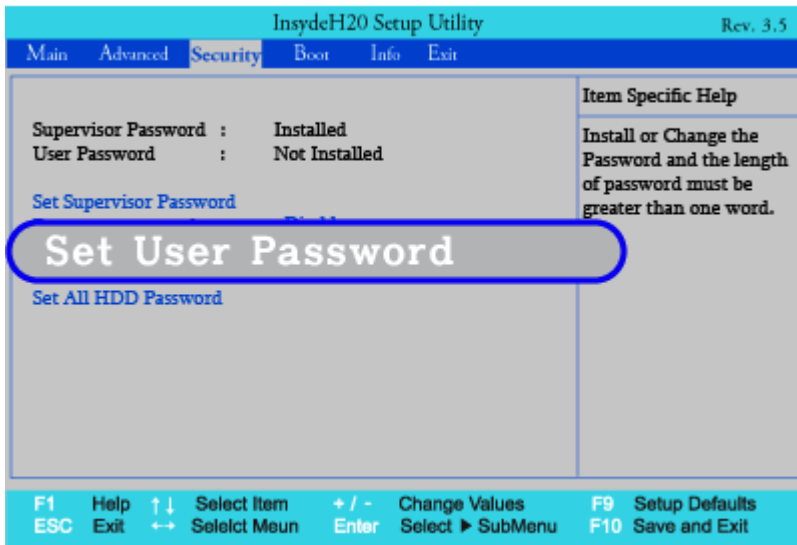 InsydeH20 Setup Utility Rev. 3.5
Main Advanced Security Boot Info Exit
Item Specific Help
Supervisor Password : Installed
User Password : Not Installed
Install or Change the
Password and the length
of password must be
greater than one word.
Set Supervisor Password
Set User Password
Set All HDD Password
F1 Help ↑↓ Select Item + / - Change Values F9 Setup Defaults
ESC Exit ↔ Selelct Meun Enter Select ▶ SubMenu F10 Save and Exit